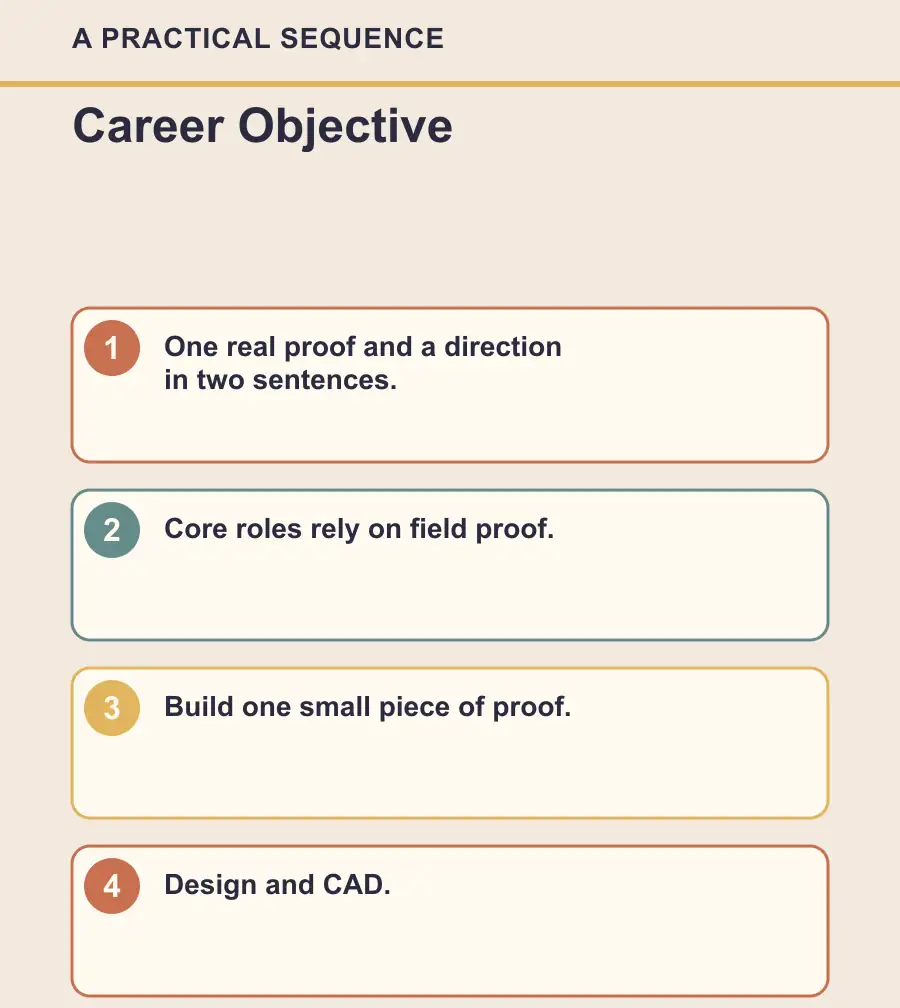 A PRACTICAL SEQUENCE
Career Objective
1
One real proof and a direction
in two sentences.
2
Core roles rely on field proof.
3
Build one small piece of proof.
4
Design and CAD.